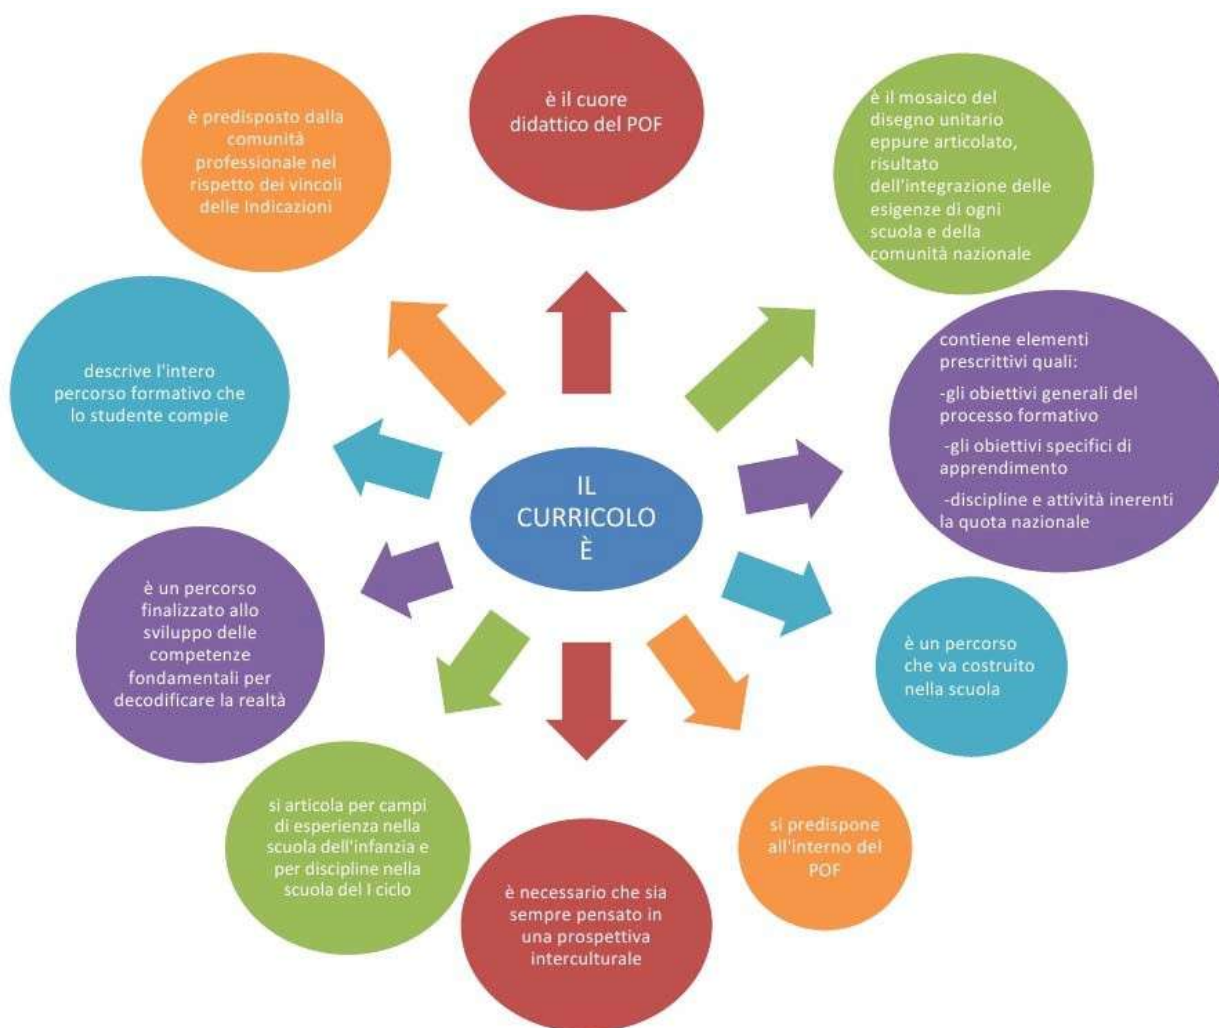 IL
CURRICOLO
È
è il cuore
didattico del POF
è il mosaico del
disegno unitario
eppure articolato,
risultato
dell'integrazione delle
esigenze di ogni
scuola e della
comunità nazionale
contiene elementi
prescrittivi quali:
-gli obiettivi generali del
processo formativo
-gli obiettivi specifici di
apprendimento
-discipline e attività inerenti
la quota nazionale
è un percorso
che va costruito
nella scuola
si predispone
all'interno del
POF
è necessario che sia
sempre pensato in
una prospettiva
interculturale
si articola per campi
di esperienza nella
scuola dell'infanzia e
per discipline nella
scuola del I ciclo
è un percorso
finalizzato allo
sviluppo delle
competenze
fondamentali per
decodificare la realtà
descrive l'intero
percorso formativo che
lo studente compie
è predisposto dalla
comunità
professionale nel
rispetto dei vincoli
delle Indicazioni